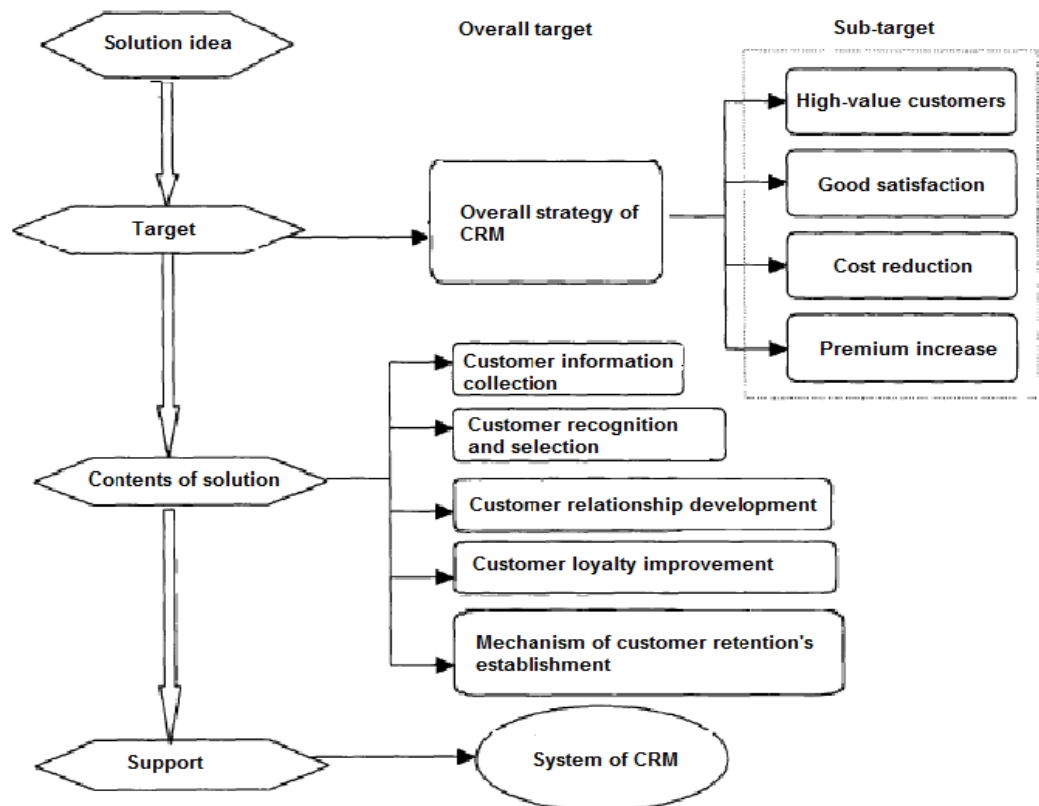 Solution idea
Overall target
Sub-target
High-value customers
Good satisfaction
Target
Overall strategy of
CRM
Cost reduction
Premium increase
Customer information
collection
Customer recognition
and selection
Contents of solution
Customer relationship development
Customer loyalty improvement
Mechanism of customer retention's
establishment
Support
System of CRM